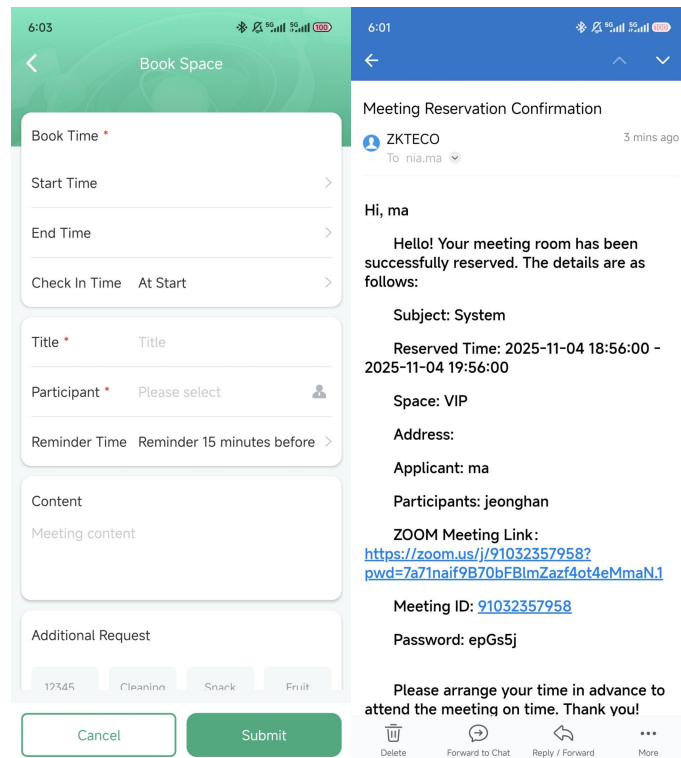 6:03
5G
5G
100
Book Space
Book Time *
Start Time
End Time
Check In Time At Start
Title * Title
Participant * Please select
Reminder Time Reminder 15 minutes before
Content
Meeting content
Additional Request
12345 Cleaning Snack Fruit
Cancel Submit
6:01
5G
5G
100
Meeting Reservation Confirmation
ZKTECO 3 mins ago
To nia.ma
Hi, ma
Hello! Your meeting room has been
successfully reserved. The details are as
follows:
Subject: System
Reserved Time: 2025-11-04 18:56:00 -
2025-11-04 19:56:00
Space: VIP
Address:
Applicant: ma
Participants: jeonghan
ZOOM Meeting Link:
https://zoom.us/j/91032357958?
pwd=7a71naif9B70bFBlmZazf4ot4eMmaN.1
Meeting ID: 91032357958
Password: epGs5j
Please arrange your time in advance to
attend the meeting on time. Thank you!
Delete Forward to Chat Reply / Forward More